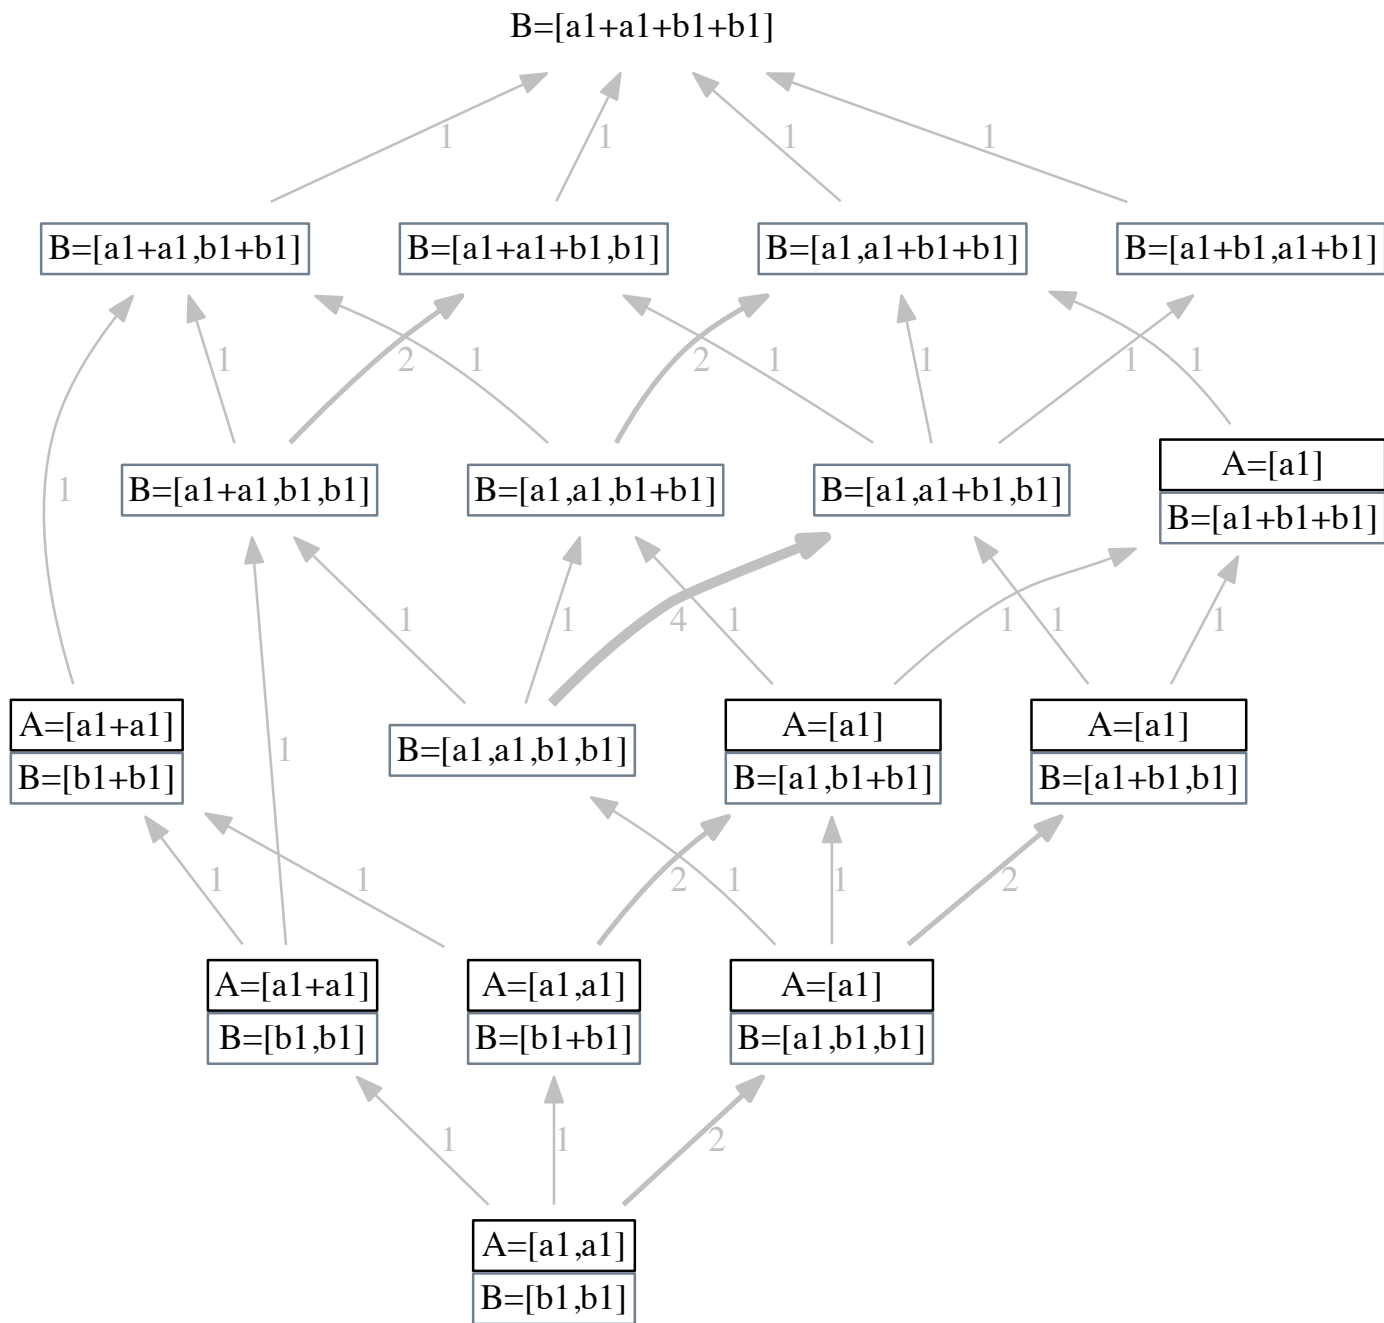 B=[a1+a1+b1+b1]
1 1 1 1
B=[a1+a1,b1+b1] B=[a1+a1+b1,b1] B=[a1,a1+b1+b1] B=[a1+b1,a1+b1]
1 2 1 2 1 1 1 1
A=[a1]
1 B=[a1+a1,b1,b1] B=[a1,a1,b1+b1] B=[a1,a1+b1,b1]
B=[a1+b1+b1]
1 1 4 1 1 1 1
A=[a1+a1] A=[a1] A=[a1]
1 B=[a1,a1,b1,b1]
B=[b1+b1] B=[a1,b1+b1] B=[a1+b1,b1]
1 1 2 1 1 2
A=[a1+a1] A=[a1,a1] A=[a1]
B=[b1,b1] B=[b1+b1] B=[a1,b1,b1]
1 1 2
A=[a1,a1]
B=[b1,b1]